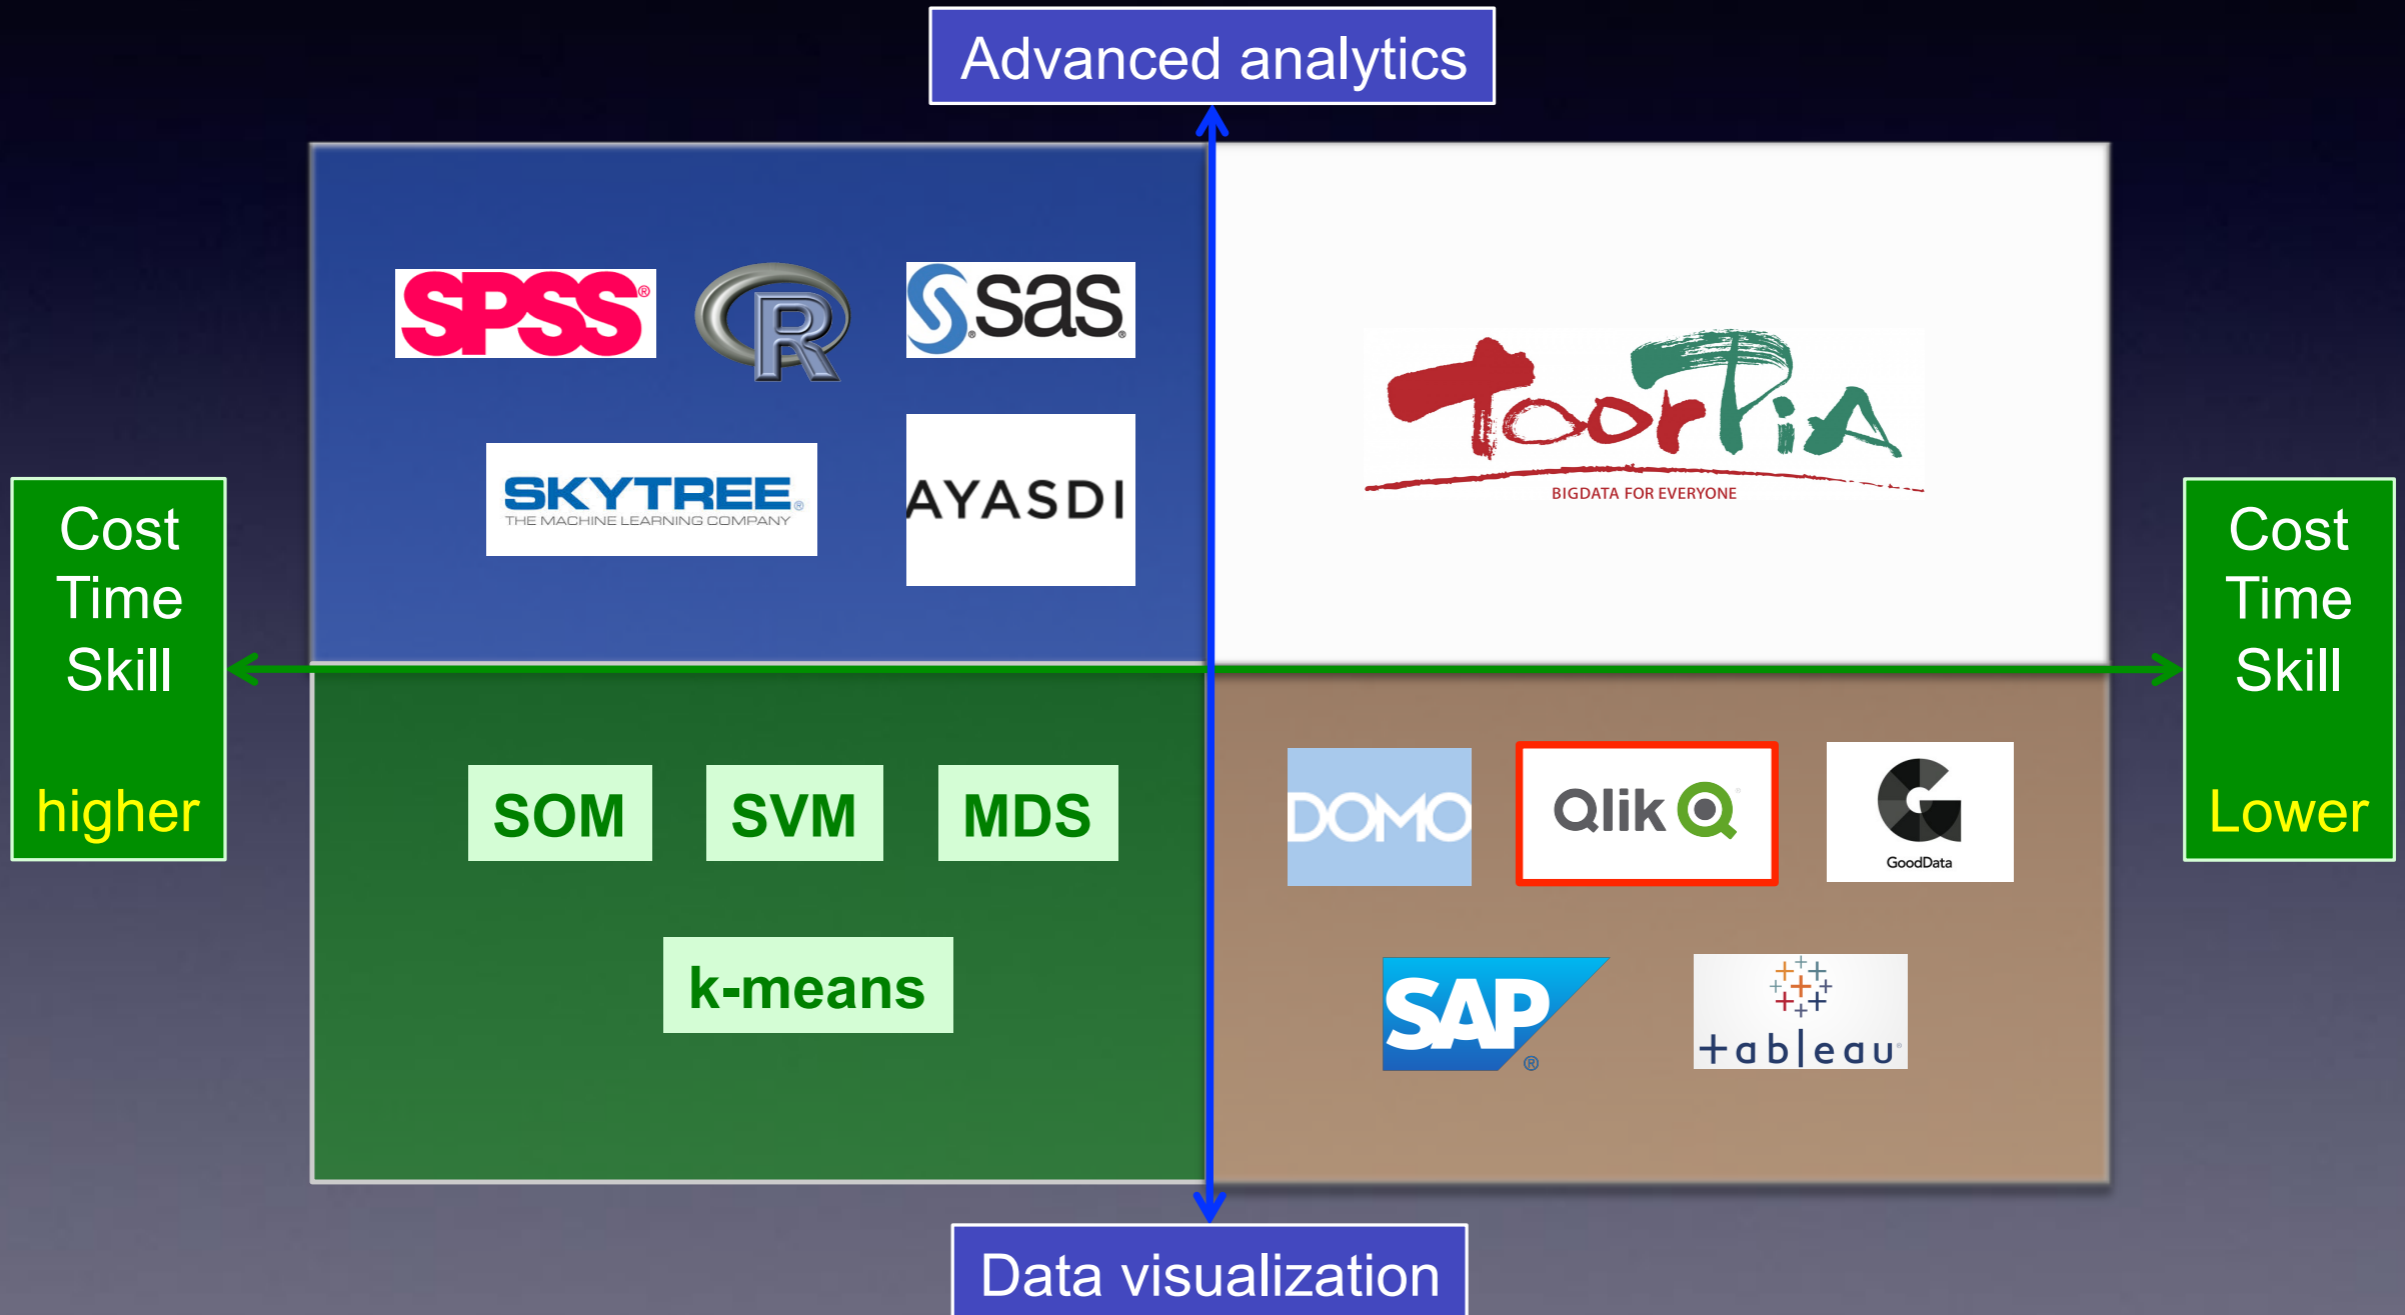 Advanced analytics
SPSS®
R
sas®
SKYTREE®
THE MACHINE LEARNING COMPANY
AYASDI
ToorPiA
BIGDATA FOR EVERYONE
Cost
Time
Skill
higher
Cost
Time
Skill
Lower
SOM
SVM
MDS
k-means
DOMO
Qlik
GoodData
SAP®
+ableau®
Data visualization